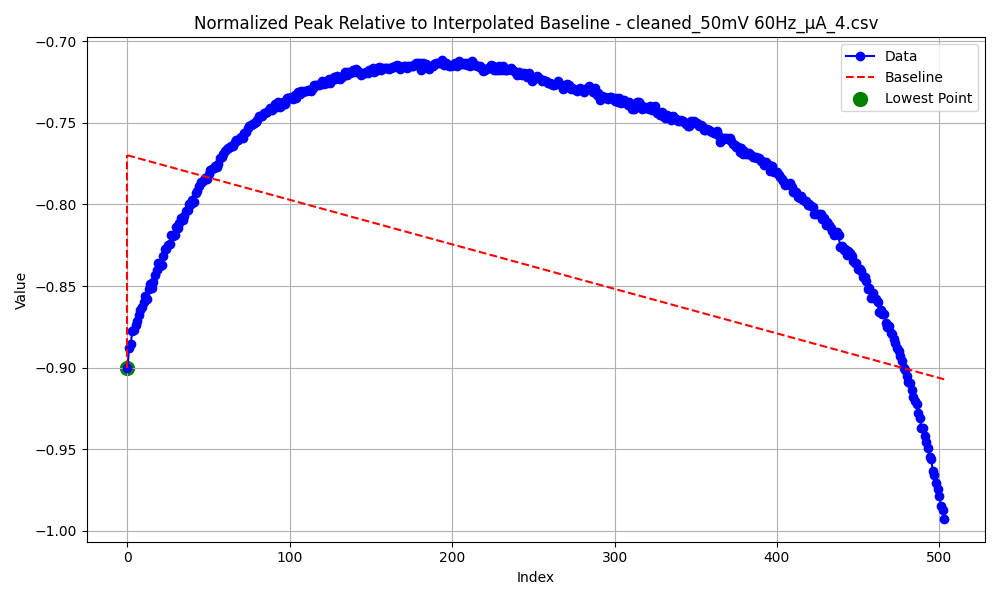 Normalized Peak Relative to Interpolated Baseline - cleaned_50mV 60Hz_µA_4.csv
−0.70
−0.75
−0.80
−0.85
−0.90
−0.95
−1.00
Value
Data
Baseline
Lowest Point
0
100
200
300
400
500
Index